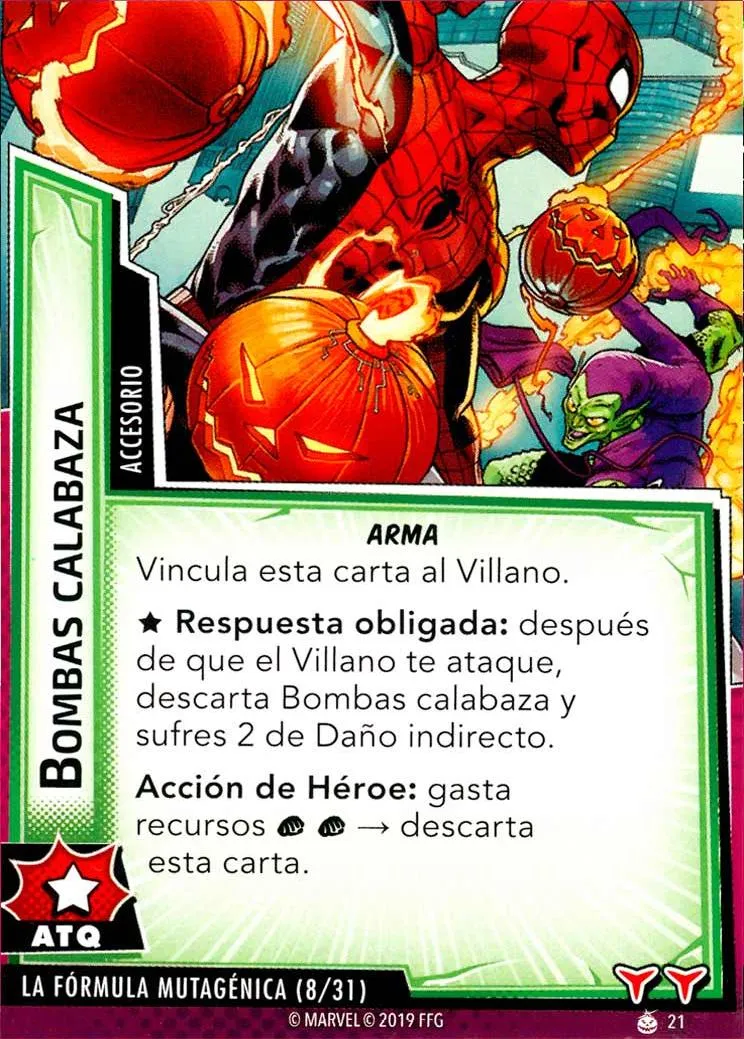 ACCESORIO
BOMBAS CALABAZA
ARMA
Vincula esta carta al Villano.
★ Respuesta obligada: después
de que el Villano te ataque,
descarta Bombas calabaza y
sufres 2 de Daño indirecto.
Acción de Héroe: gasta
recursos → descarta
esta carta.
ATQ
LA FÓRMULA MUTAGÉNICA (8/31)
© MARVEL © 2019 FFG
21